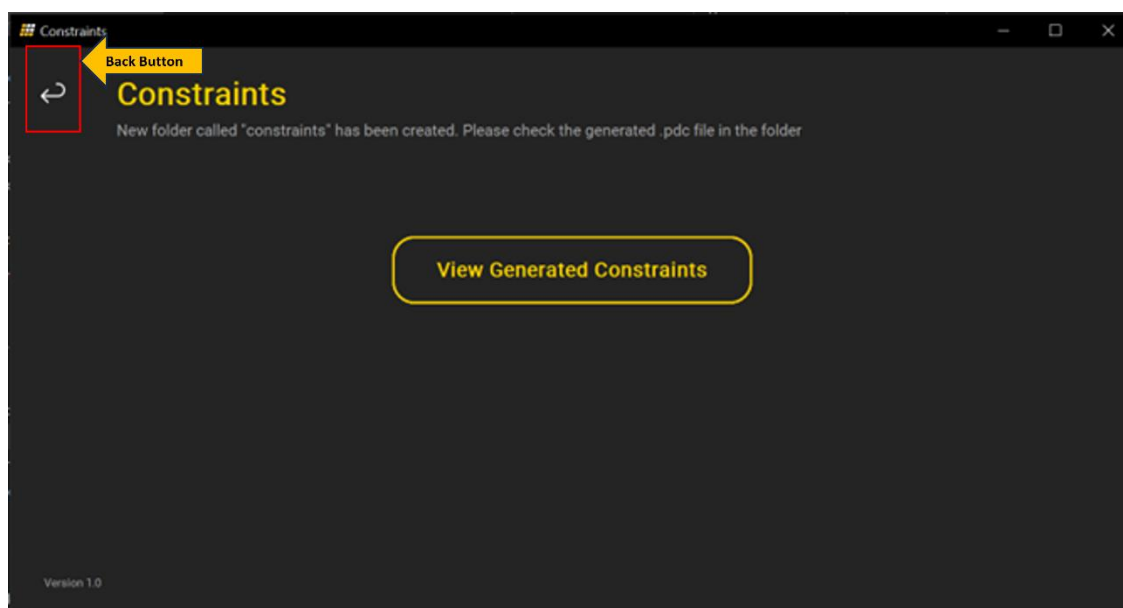 Constraints
Back Button
Constraints
New folder called "constraints" has been created. Please check the generated .pdc file in the folder
View Generated Constraints
Version 1.0